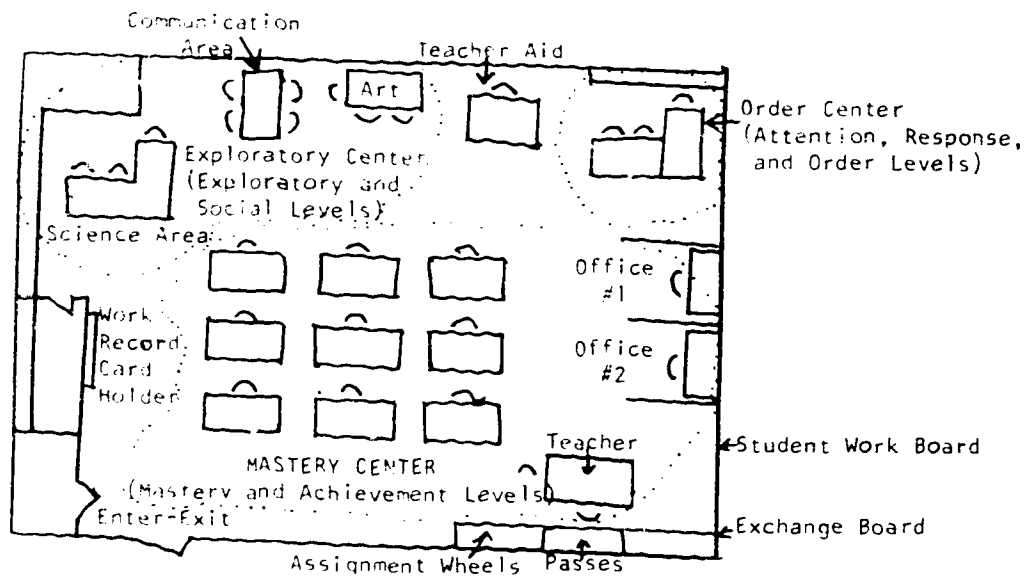 Communication
Area
Teacher Aid
Art
Order Center
(Attention, Response,
and Order Levels)
Exploratory Center
(Exploratory and
Social Levels)
Science Area
Office
#1
Work
Record
Card
Holder
Office
#2
Teacher
Student Work Board
MASTERY CENTER
(Mastery and Achievement Levels)
Enter-Exit
Exchange Board
Assignment Wheels
Passes